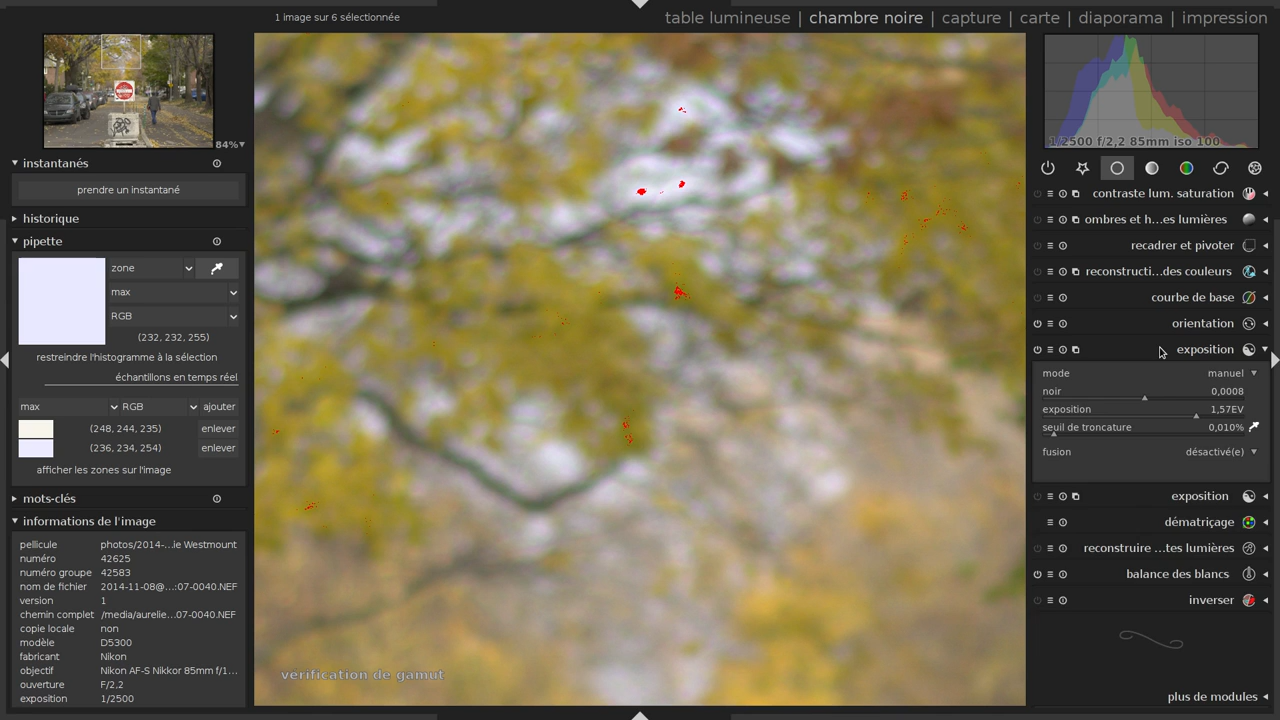 1 image sur 6 sélectionnée
table lumineuse | chambre noire | capture | carte | diaporama | impression
84%
instantanés
prendre un instantané
historique
pipette
zone
max
RGB
(232, 232, 255)
restreindre l'histogramme à la sélection
échantillons en temps réel
max RGB ajouter
(248, 244, 235) enlever
(236, 234, 254) enlever
afficher les zones sur l'image
mots-clés
informations de l'image
pellicule photos/2014-...ie Westmount
numéro 42625
numéro groupe 42583
nom de fichier 2014-11-08@...:07-0040.NEF
version 1
chemin complet /media/aurelie...07-0040.NEF
copie locale non
modèle D5300
fabricant Nikon
objectif Nikon AF-S Nikkor 85mm f/1...
ouverture F/2,2
exposition 1/2500
vérification de gamut
1/2500 f/2,2 85mm iso 100
contraste lum. saturation
ombres et h...es lumières
recadrer et pivoter
reconstructi...des couleurs
courbe de base
orientation
exposition
mode manuel
noir 0,0008
exposition 1,57EV
seuil de troncature 0,010%
fusion désactivé(e)
exposition
dématriçage
reconstruire ...tes lumières
balance des blancs
inverser
plus de modules